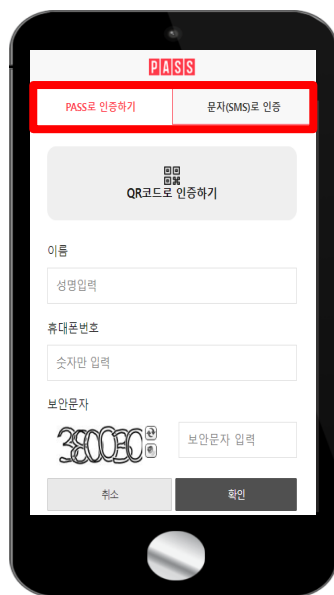 PASS
PASS로 인증하기 문자(SMS)로 인증
QR코드로 인증하기
이름
성명입력
휴대폰번호
숫자만 입력
보안문자
380030 보안문자 입력
취소 확인